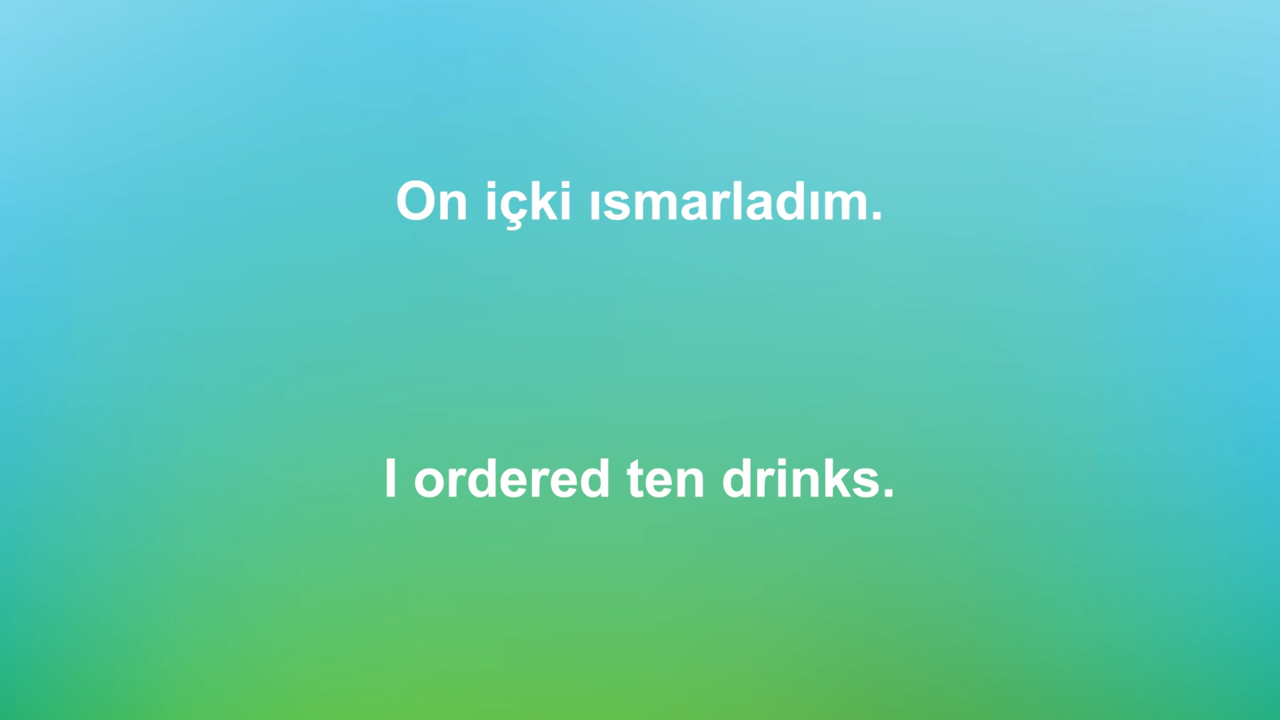 On içki ısmarladım.
I ordered ten drinks.